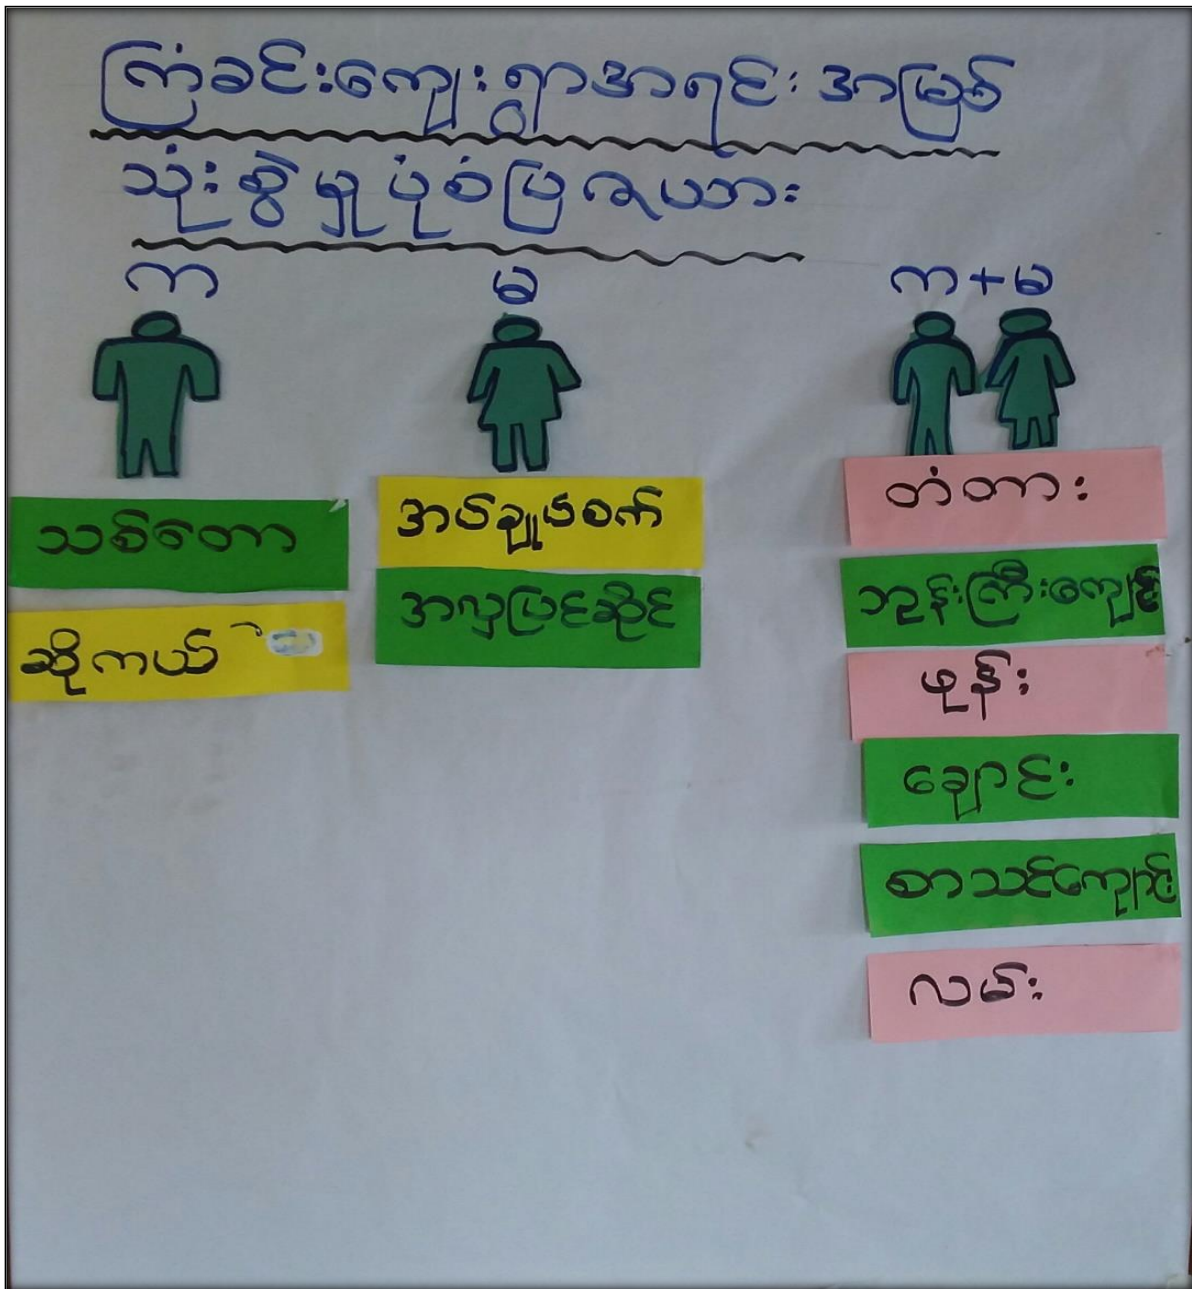 ကြံခင်းကျေးရွာအရင်းအမြစ်
သုံးစွဲမှုပုံစံပြဇယား
က
မ
က+မ
သစ်တော
ဆိုကယ်
အပ်ချုပ်စက်
အလှပြင်ဆိုင်
တံတား
ဘုန်းကြီးကျောင်း
ဖုန်း
ချောင်း
စာသင်ကျောင်း
လမ်း